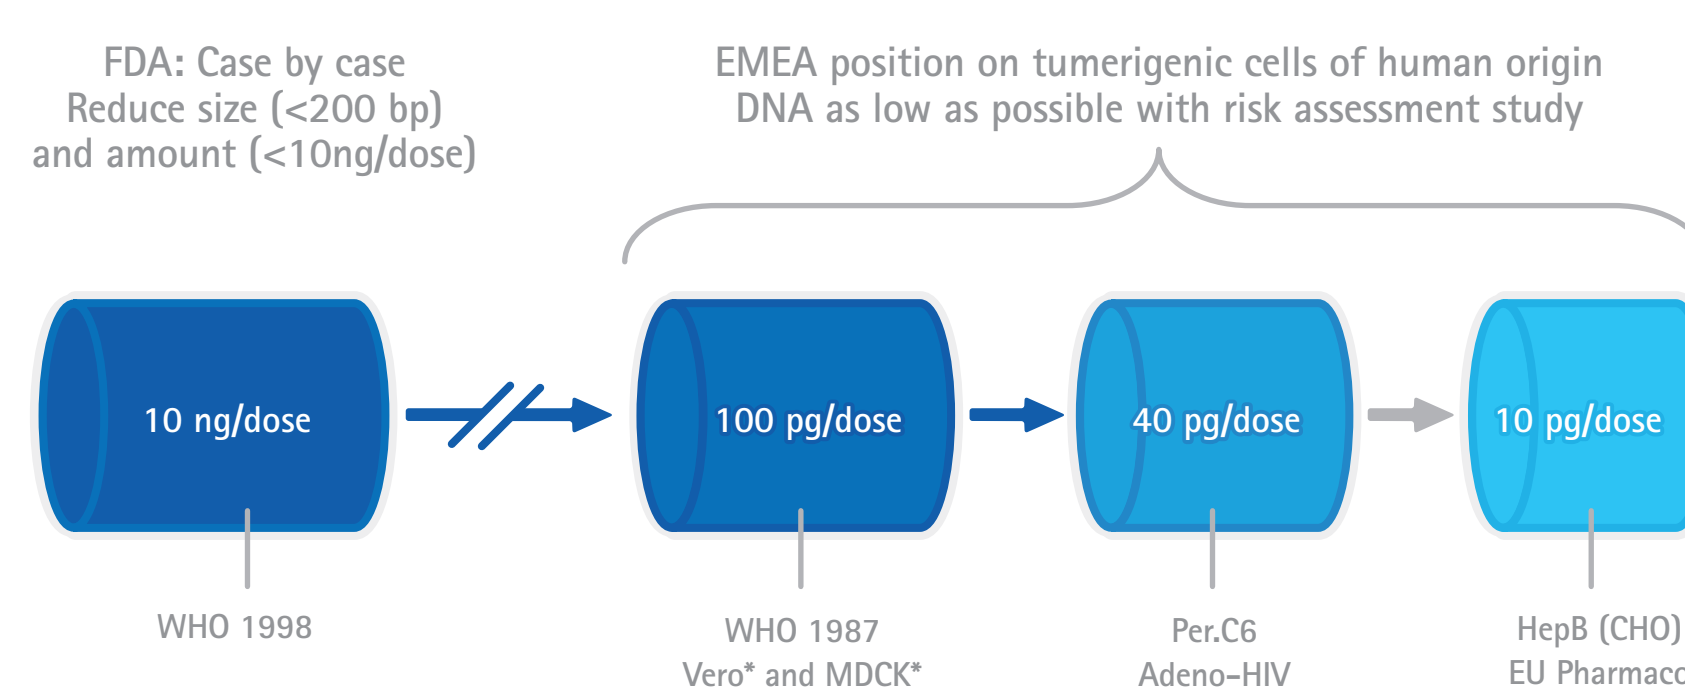 FDA: Case by case
Reduce size (<200 bp)
and amount (<10ng/dose)
EMEA position on tumerigenic cells of human origin
DNA as low as possible with risk assessment study
10 ng/dose
100 pg/dose
40 pg/dose
10 pg/dose
WHO 1998
WHO 1987
Vero* and MDCK*
Per.C6
Adeno-HIV
HepB (CHO)
EU